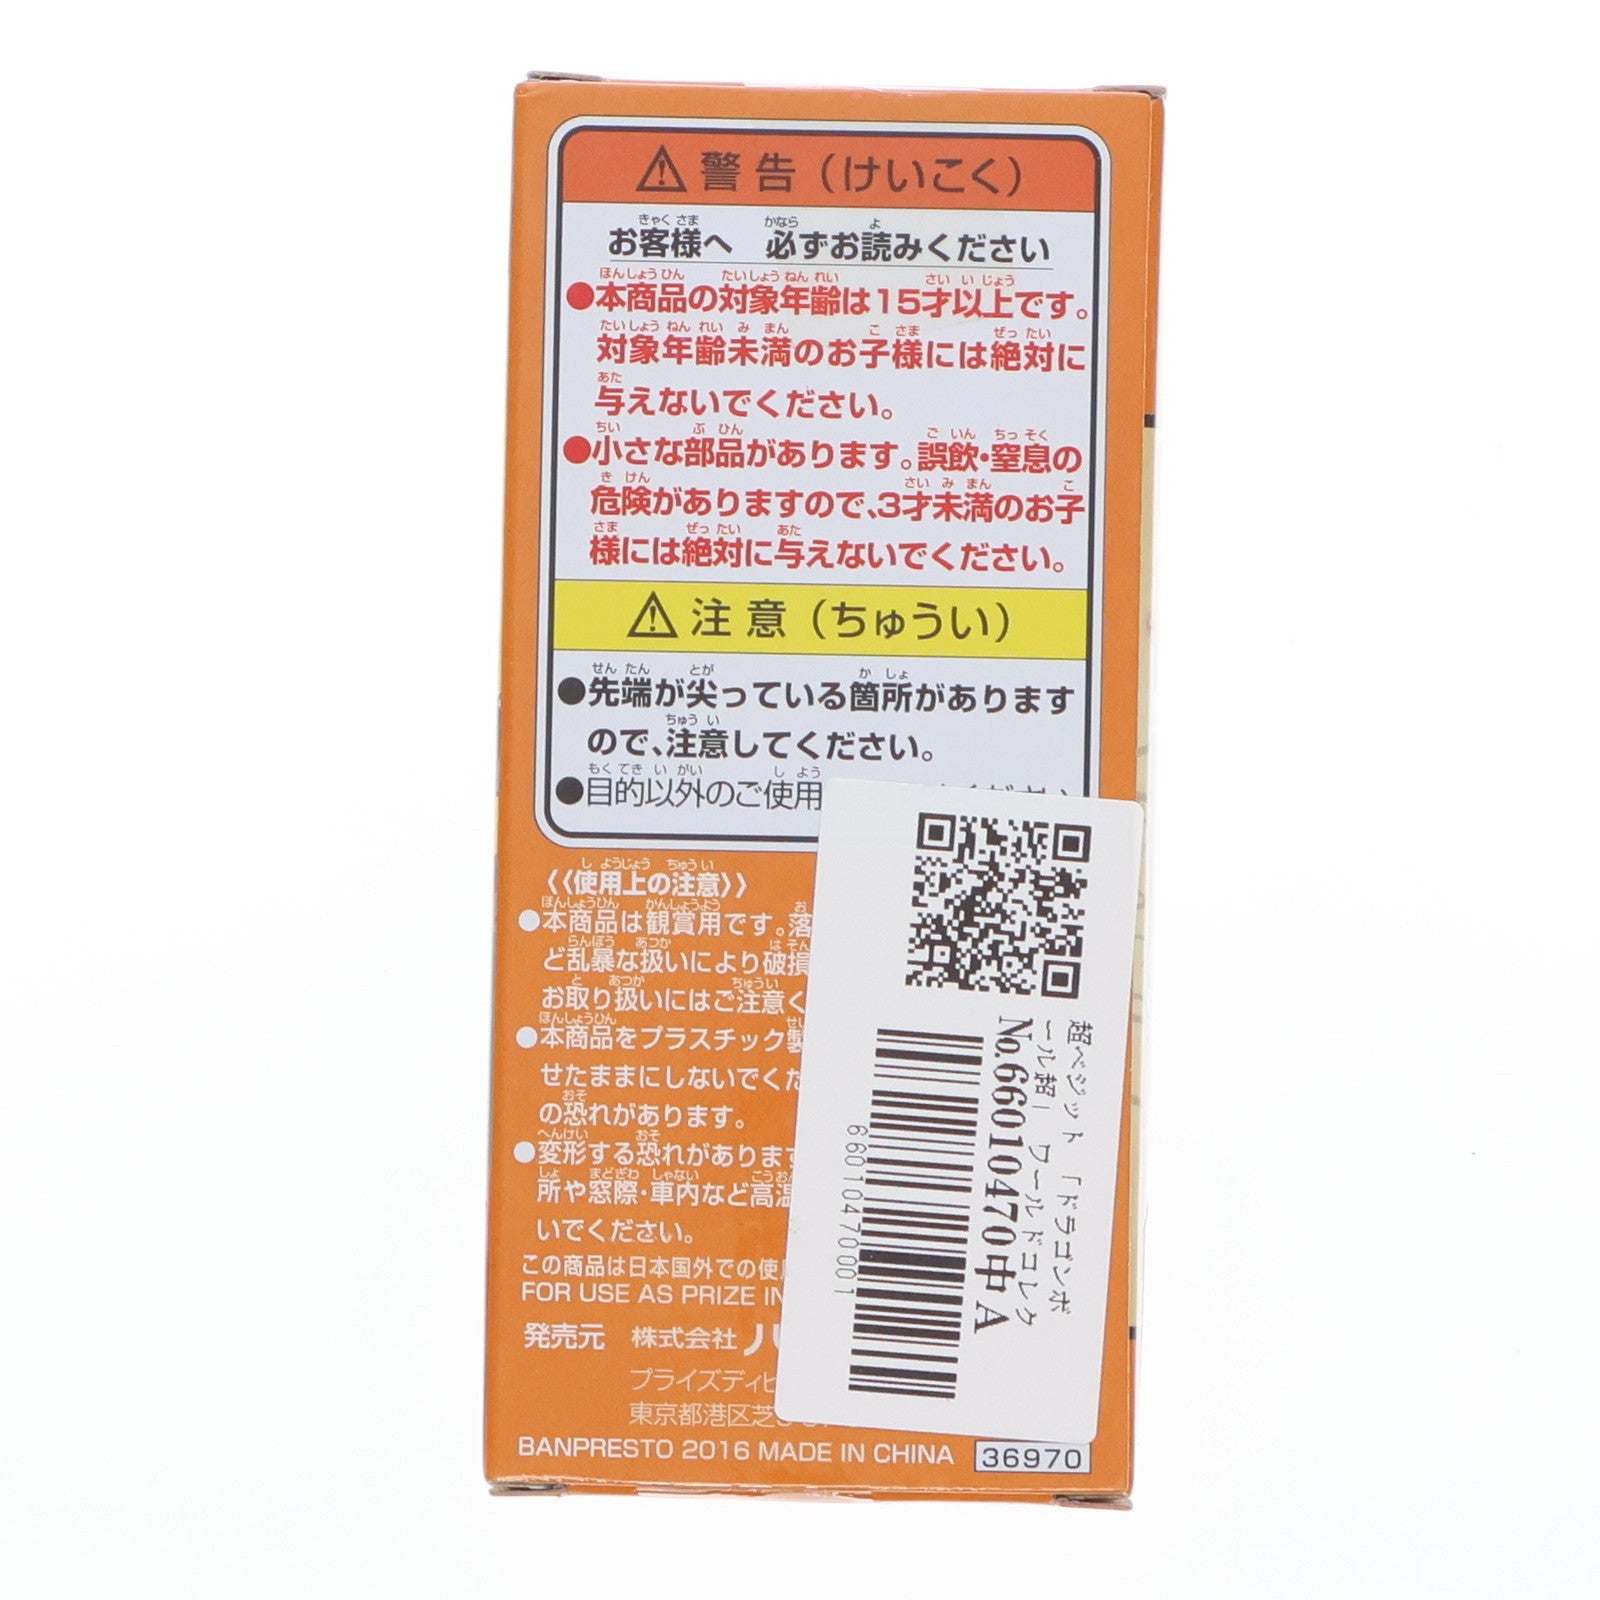 警告（けいこく）
お客様へ 必ずお読みください
●本商品の対象年齢は15才以上です。
対象年齢未満のお子様には絶対に
与えないでください。
●小さな部品があります。誤飲・窒息の
危険がありますので、3才未満のお子
様には絶対に与えないでください。
注意（ちゅうい）
●先端が尖っている箇所があります
ので、注意してください。
●目的以外のご使用
《使用上の注意》
●本商品は観賞用です。落
ど乱暴な扱いにより破損
お取り扱いにはご注意く
●本商品をプラスチック製
せたままにしないでくだ
の恐れがあります。
●変形する恐れがあります
所や窓際・車内など高温
いでください。
この商品は日本国外での使用
FOR USE AS PRIZE IN
発売元 株式会社バ
プライズディビ
東京都港区芝
BANPRESTO 2016 MADE IN CHINA
36970
超ベジット 「ドラゴンボ
ール超」 ワールドコレク
No.660104470中 A
6601044700001